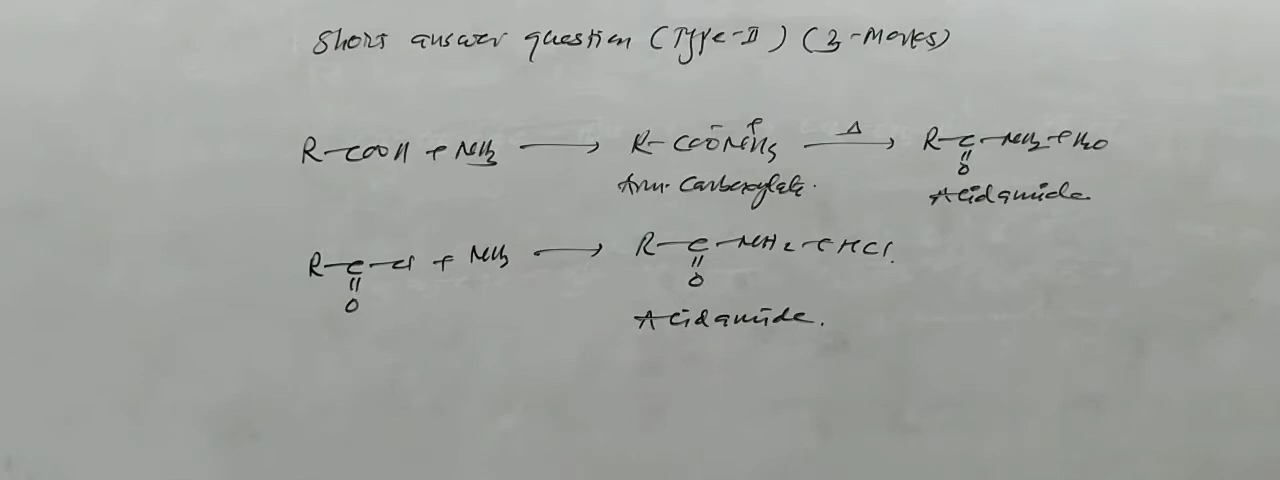 Short answer question (Type-II) (3-Marks)
R-COOH + NH3 ⟶ R-COO⁻NH4⁺ —Δ→ R-C-NH2 + H2O
O
Amm. Carboxylate.
Acidamide
R-C-Cl + NH3 ⟶ R-C-NH2 + HCl.
O
O
Acidamide.